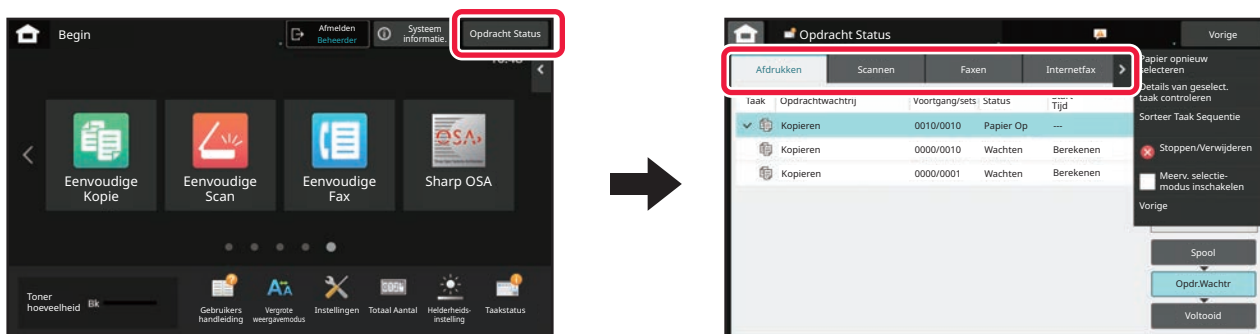 Begin
Afmelden
Beheerder
Systeem
informatie.
Opdracht Status
Eenvoudige
Kopie
Eenvoudige
Scan
Eenvoudige
Fax
OSA
Sharp OSA
Toner
hoeveelheid
Bk
Gebruikers
handleiding
Vergrote
weergavemodus
Instellingen
Totaal Aantal
Helderheids-
instelling
Taakstatus
Opdracht Status
Vorige
Afdrukken
Scannen
Faxen
Internetfax
Papier opnieuw
selecteren
Details van geselect.
taak controleren
Sorteer Taak Sequentie
Stoppen/Verwijderen
Meerv. selectie-
modus inschakelen
Vorige
Taak Opdrachtwachtrij Voortgang/sets Status
Tijd
Kopieren 0010/0010 Papier Op ---
Kopieren 0000/0010 Wachten Berekenen
Kopieren 0000/0001 Wachten Berekenen
Spool
Opdr.Wachtr
Voltooid